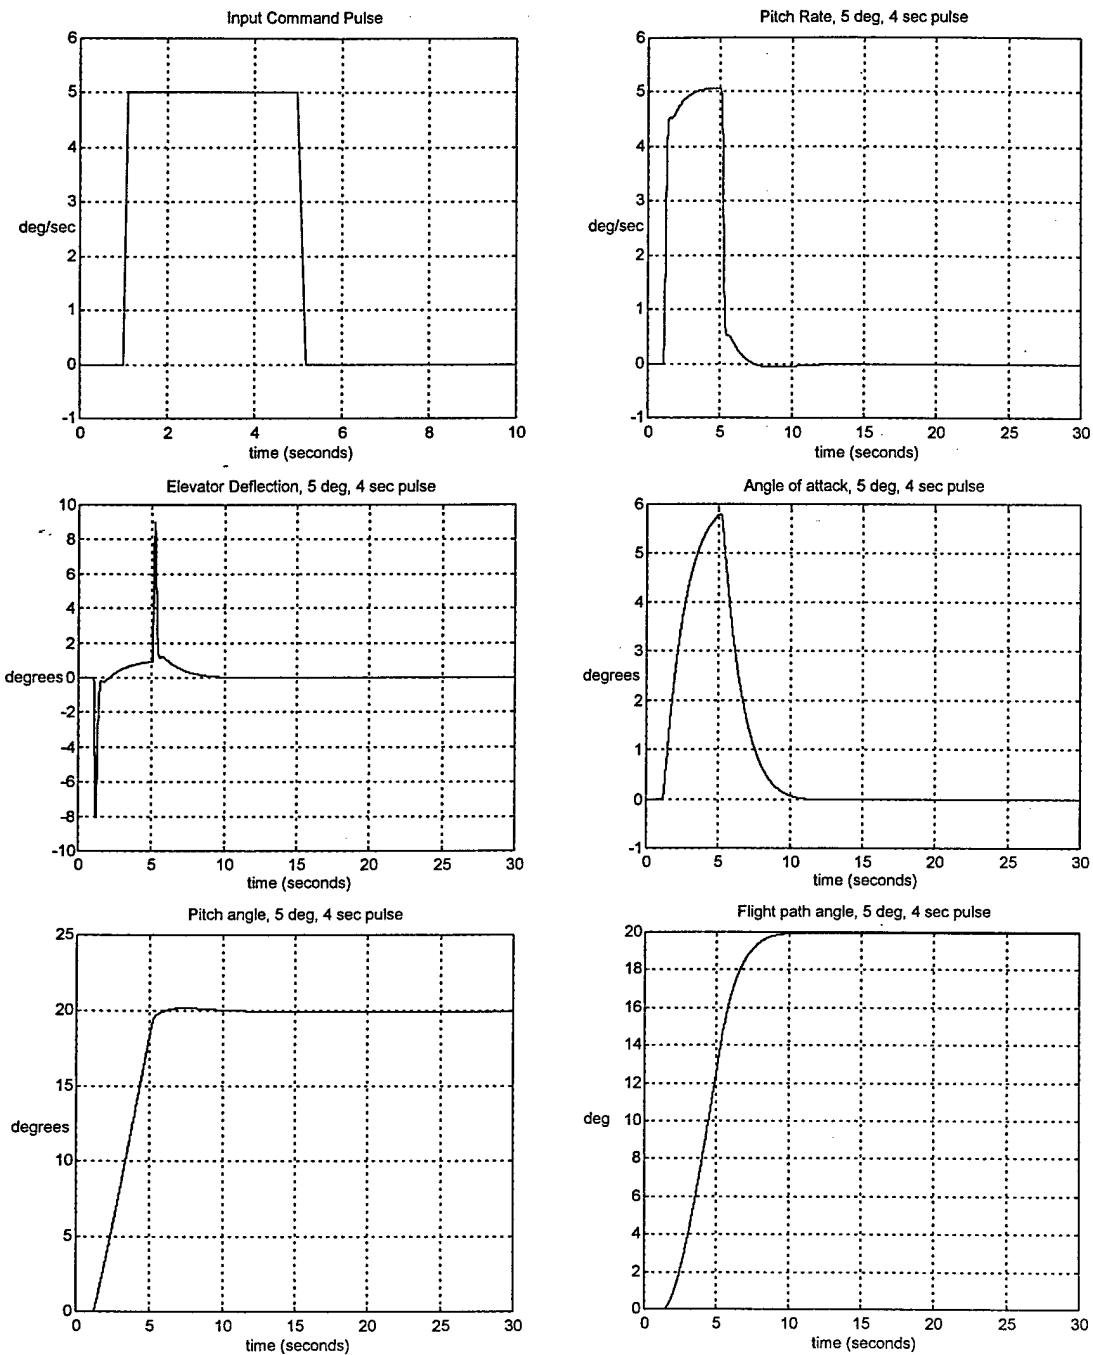 Input Command Pulse
6
5
4
3
deg/sec
2
1
0
-1
0 2 4 6 8 10
time (seconds)
Pitch Rate, 5 deg, 4 sec pulse
6
5
4
3
deg/sec
2
1
0
-1
0 5 10 15 20 25 30
time (seconds)
Elevator Deflection, 5 deg, 4 sec pulse
10
8
6
4
2
degrees 0
-2
-4
-6
-8
-10
0 5 10 15 20 25 30
time (seconds)
Angle of attack, 5 deg, 4 sec pulse
6
5
4
3
degrees
2
1
0
-1
0 5 10 15 20 25 30
time (seconds)
Pitch angle, 5 deg, 4 sec pulse
25
20
15
degrees
10
5
0
0 5 10 15 20 25 30
time (seconds)
Flight path angle, 5 deg, 4 sec pulse
20
18
16
14
12
deg 10
8
6
4
2
0
0 5 10 15 20 25 30
time (seconds)